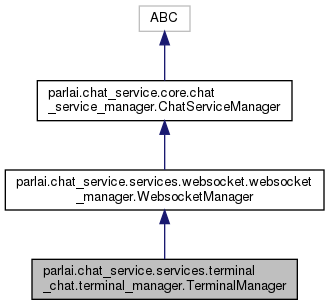 ABC
parlai.chat_service.core.chat
_service_manager.ChatServiceManager
parlai.chat_service.services.websocket.websocket
_manager.WebsocketManager
parlai.chat_service.services.terminal
_chat.terminal_manager.TerminalManager